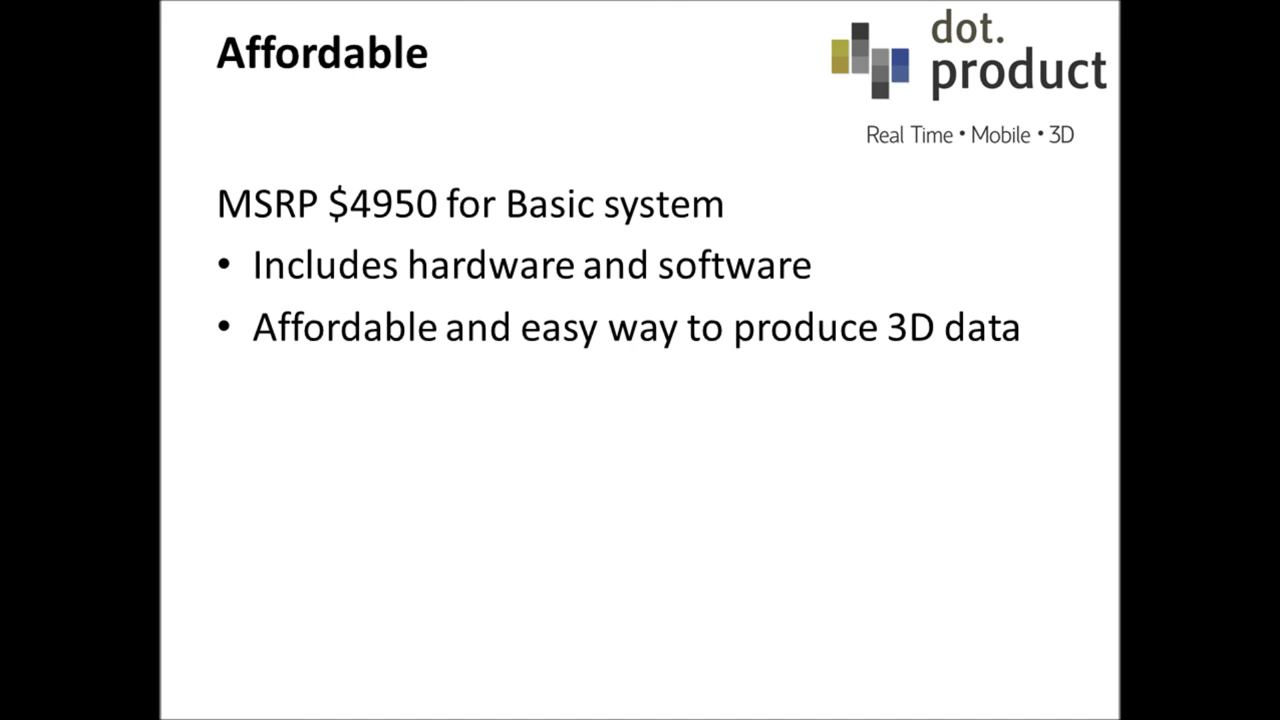 Affordable
dot.
product
Real Time • Mobile • 3D
MSRP $4950 for Basic system
• Includes hardware and software
• Affordable and easy way to produce 3D data